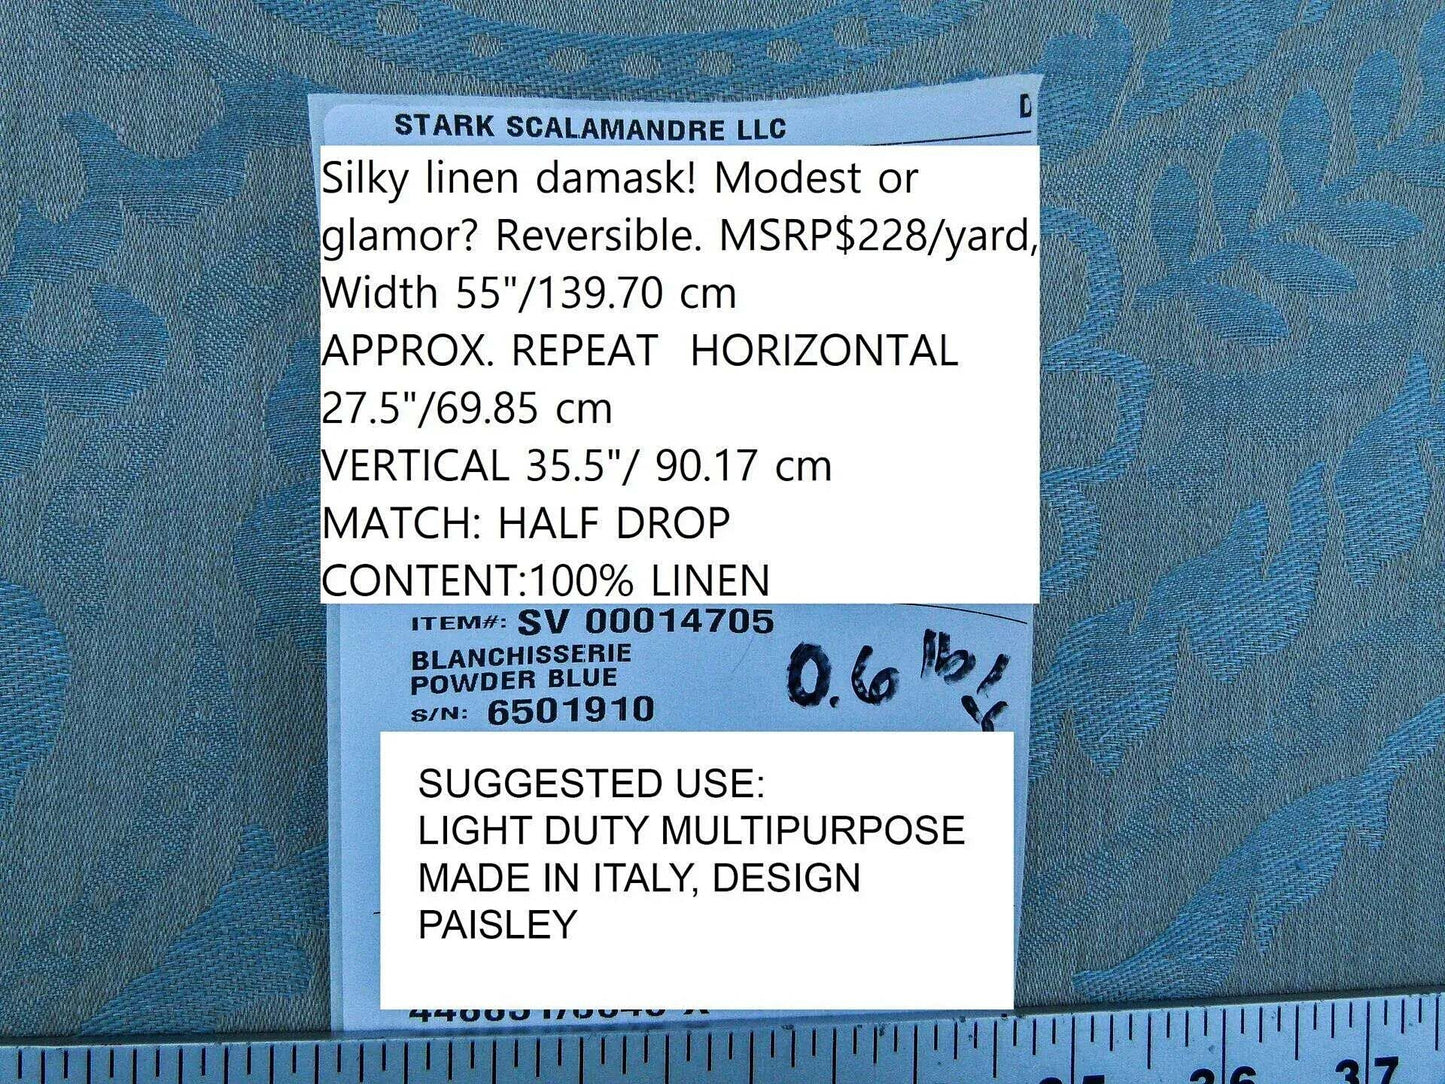 STARK SCALAMANDRE LLC
Silky linen damask! Modest or
glamor? Reversible. MSRP$228/yard,
Width 55"/139.70 cm
APPROX. REPEAT HORIZONTAL
27.5"/69.85 cm
VERTICAL 35.5"/ 90.17 cm
MATCH: HALF DROP
CONTENT:100% LINEN
ITEM#: SV 00014705
BLANCHISSERIE
POWDER BLUE
S/N: 6501910
0.6 lb/
SUGGESTED USE:
LIGHT DUTY MULTIPURPOSE
MADE IN ITALY, DESIGN
PAISLEY
36 37